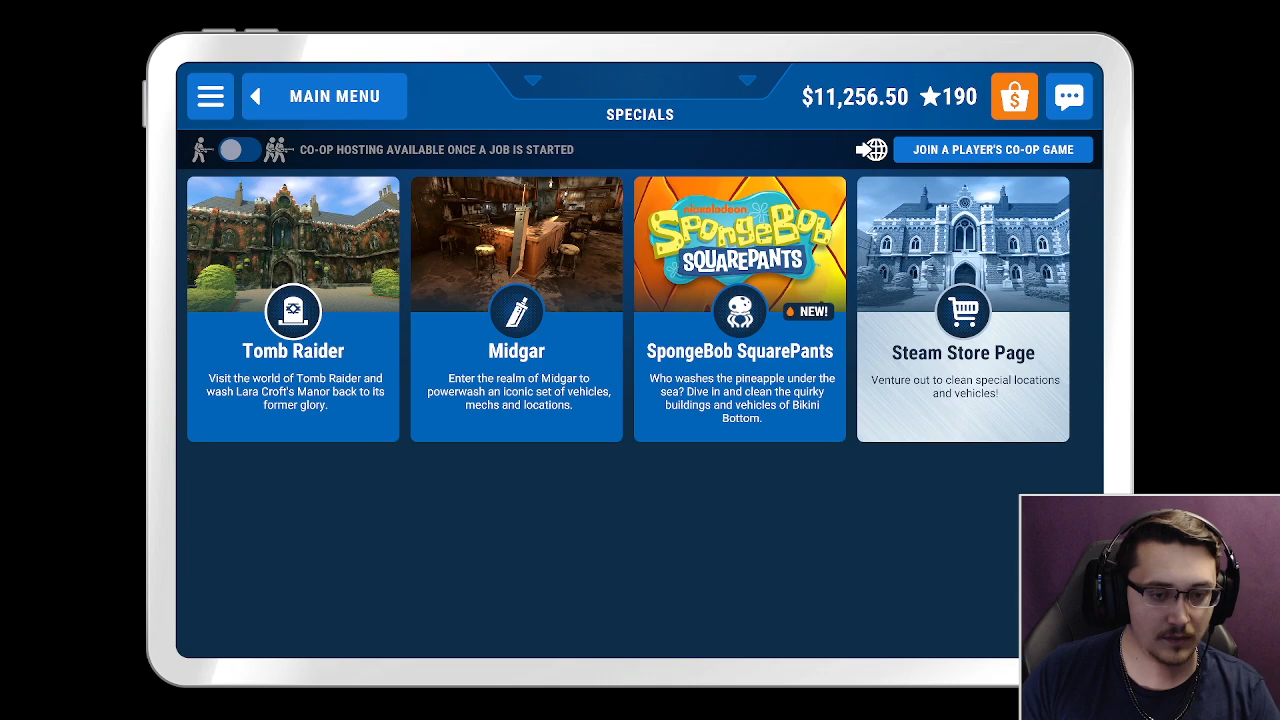 MAIN MENU
SPECIALS
$11,256.50 ★190
CO-OP HOSTING AVAILABLE ONCE A JOB IS STARTED
JOIN A PLAYER'S CO-OP GAME
Tomb Raider
Visit the world of Tomb Raider and
wash Lara Croft's Manor back to its
former glory.
Midgar
Enter the realm of Midgar to
powerwash an iconic set of vehicles,
mechs and locations.
nickelodeon
SpongeBob
SQUAREPANTS
NEW!
SpongeBob SquarePants
Who washes the pineapple under the
sea? Dive in and clean the quirky
buildings and vehicles of Bikini
Bottom.
Steam Store Page
Venture out to clean special locations
and vehicles!